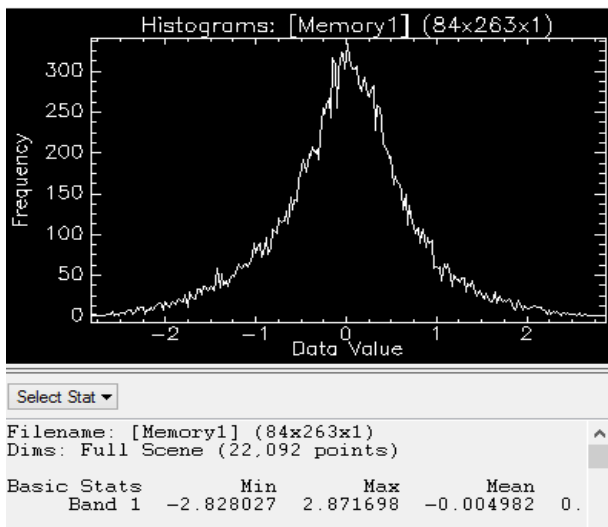 Histograms: [Memory1] (84x263x1)
300
250
200
150
100
50
0
Frequency
-2 -1 0 1 2
Data Value
Select Stat
Filename: [Memory1] (84x263x1)
Dims: Full Scene (22,092 points)
Basic Stats Min Max Mean
Band 1 -2.828027 2.871698 -0.004982 0.